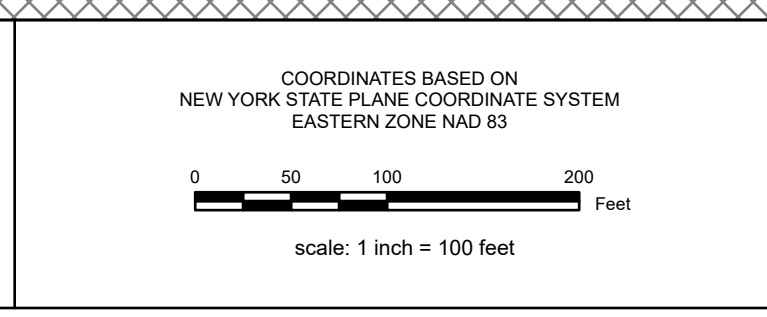 COORDINATES BASED ON
NEW YORK STATE PLANE COORDINATE SYSTEM
EASTERN ZONE NAD 83
0 50 100 200
Feet
scale: 1 inch = 100 feet